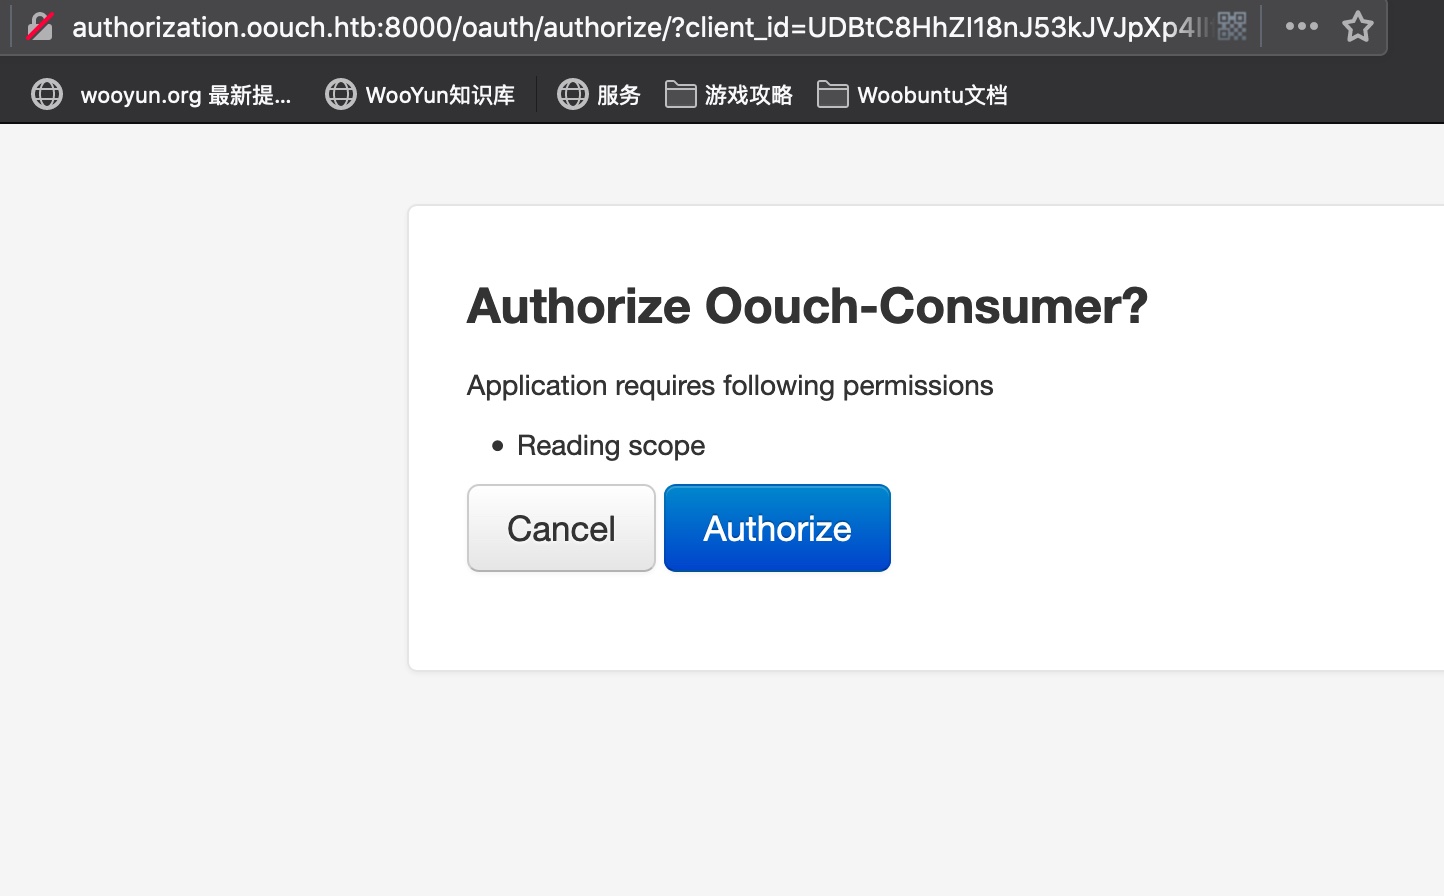 authorization.oouch.htb:8000/oauth/authorize/?client_id=UDBtC8HhZI18nJ53kJVJpXp4II
wooyun.org 最新提... WooYun知识库 服务 游戏攻略 Woobuntu文档
Authorize Oouch-Consumer?
Application requires following permissions
• Reading scope
Cancel Authorize